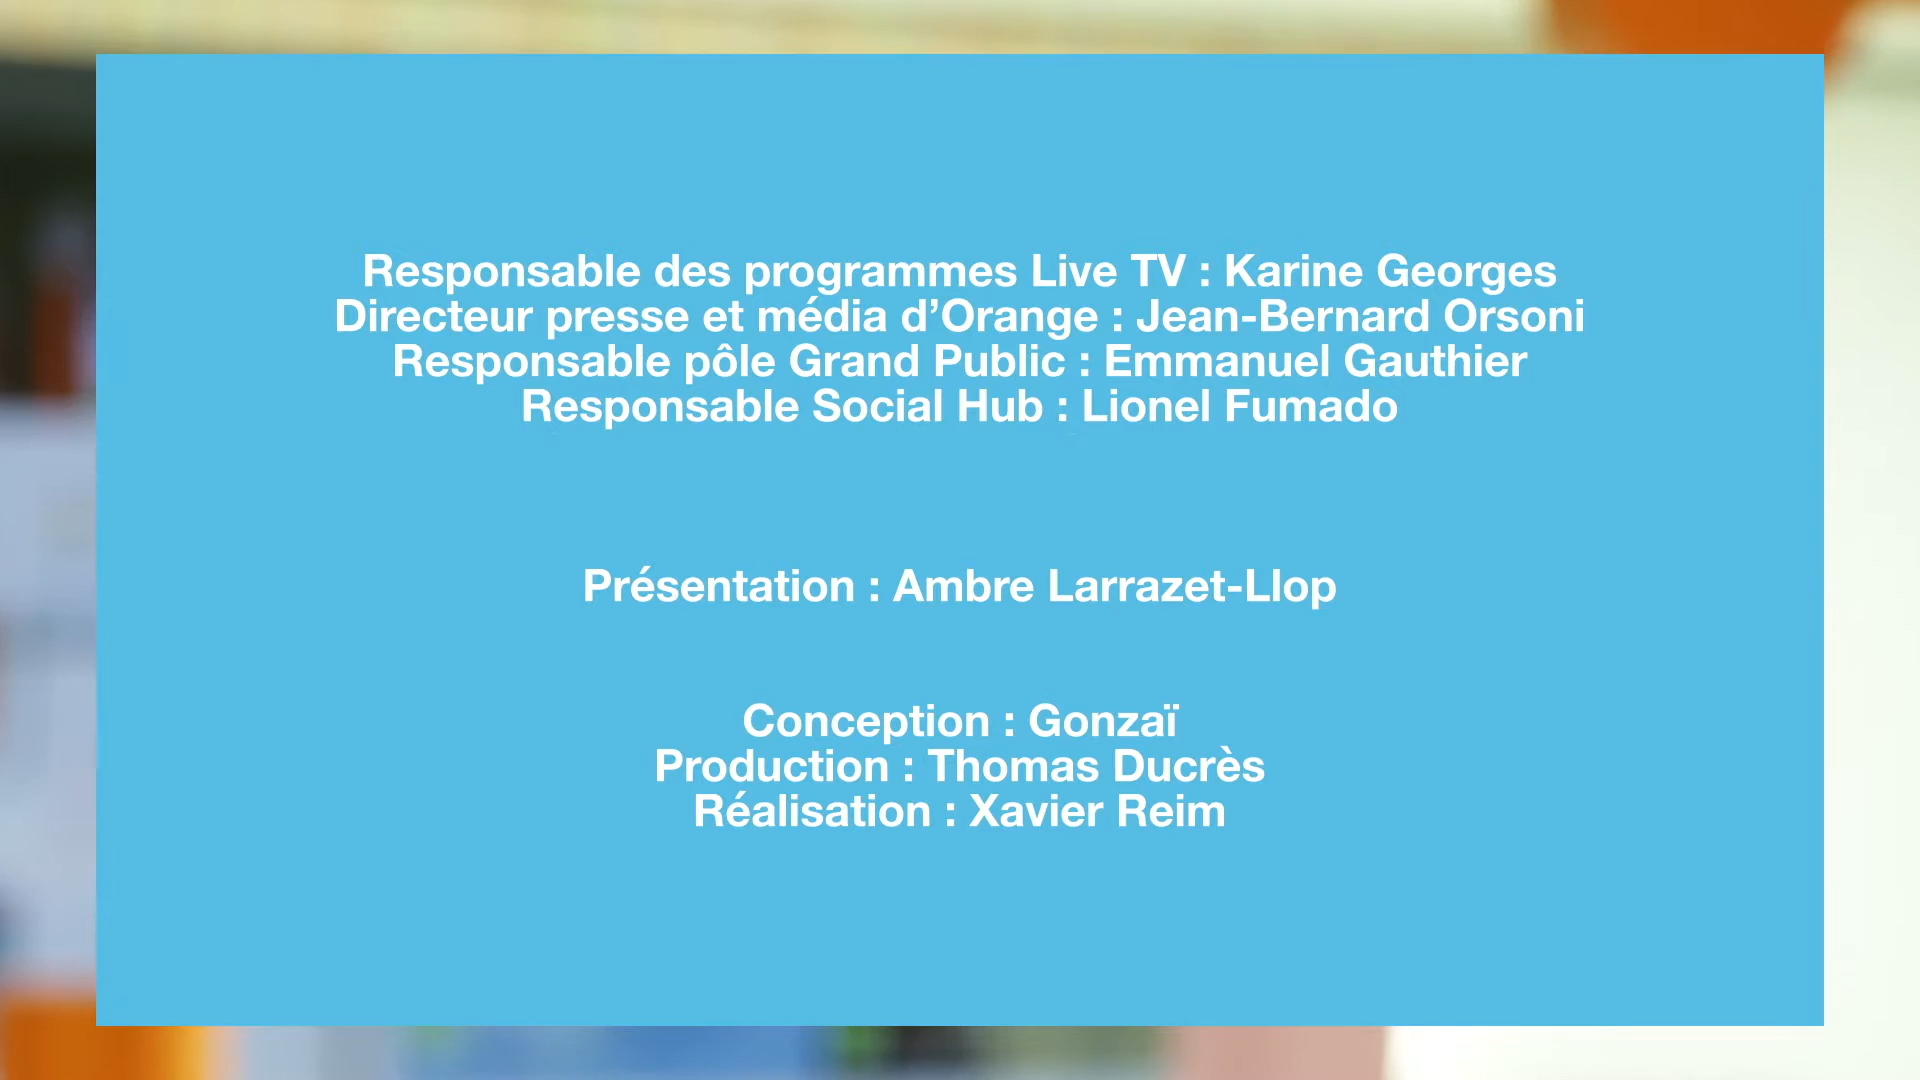 Responsable des programmes Live TV : Karine Georges
Directeur presse et média d’Orange : Jean-Bernard Orsoni
Responsable pôle Grand Public : Emmanuel Gauthier
Responsable Social Hub : Lionel Fumado
Présentation : Ambre Larrazet-Llop
Conception : Gonzaï
Production : Thomas Ducrès
Réalisation : Xavier Reim